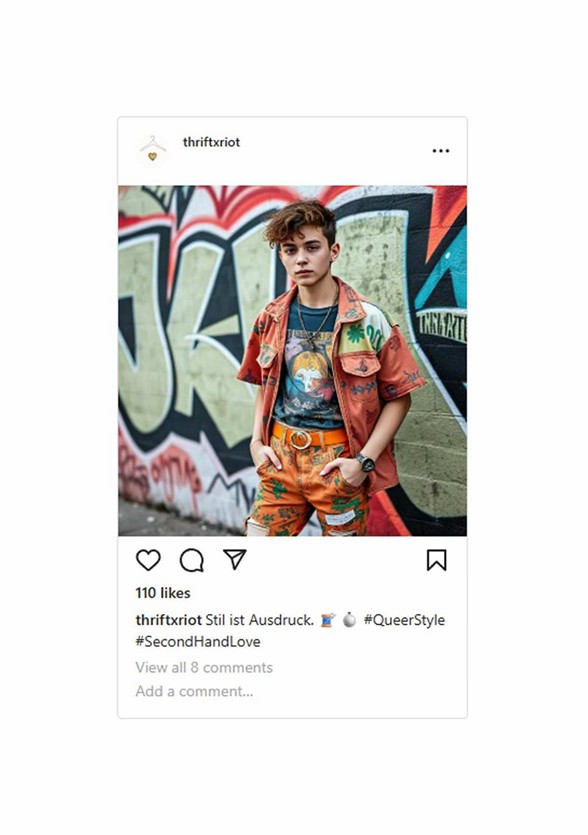 thriftxriot
110 likes
thriftxriot Stil ist Ausdruck. 🧵 #QueerStyle
#SecondHandLove
View all 8 comments
Add a comment...